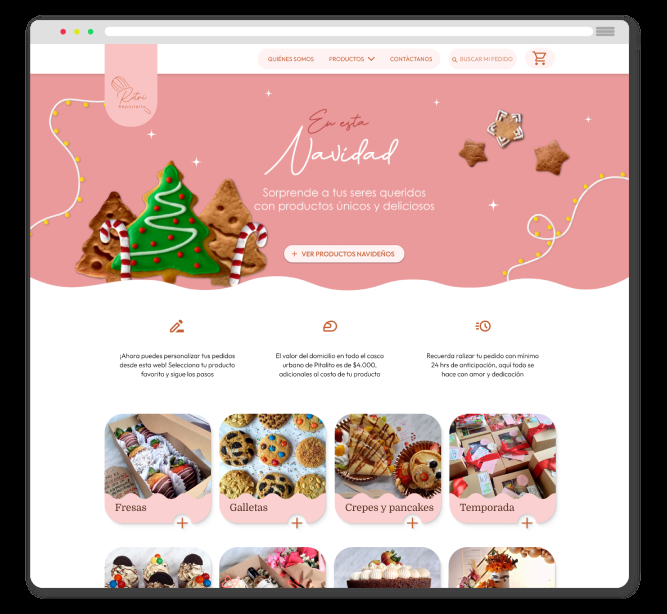 QUIÉNES SOMOS
PRODUCTOS
CONTÁCTANOS
BUSCAR MI PEDIDO
Retri
Repostería
En esta
Navidad
Sorprende a tus seres queridos
con productos únicos y deliciosos
+ VER PRODUCTOS NAVIDEÑOS
¡Ahora puedes personalizar tus pedidos
desde esta web! Selecciona tu producto
favorito y sigue los pasos
El valor del domicilio en todo el casco
urbano de Pitalito es de $4.000,
adicionales al costo de tu producto
Recuerda ralizar tu pedido con mínimo
24 hrs de anticipación, aquí todo se
hace con amor y dedicación
Fresas
Galletas
Crepes y pancakes
Temporada